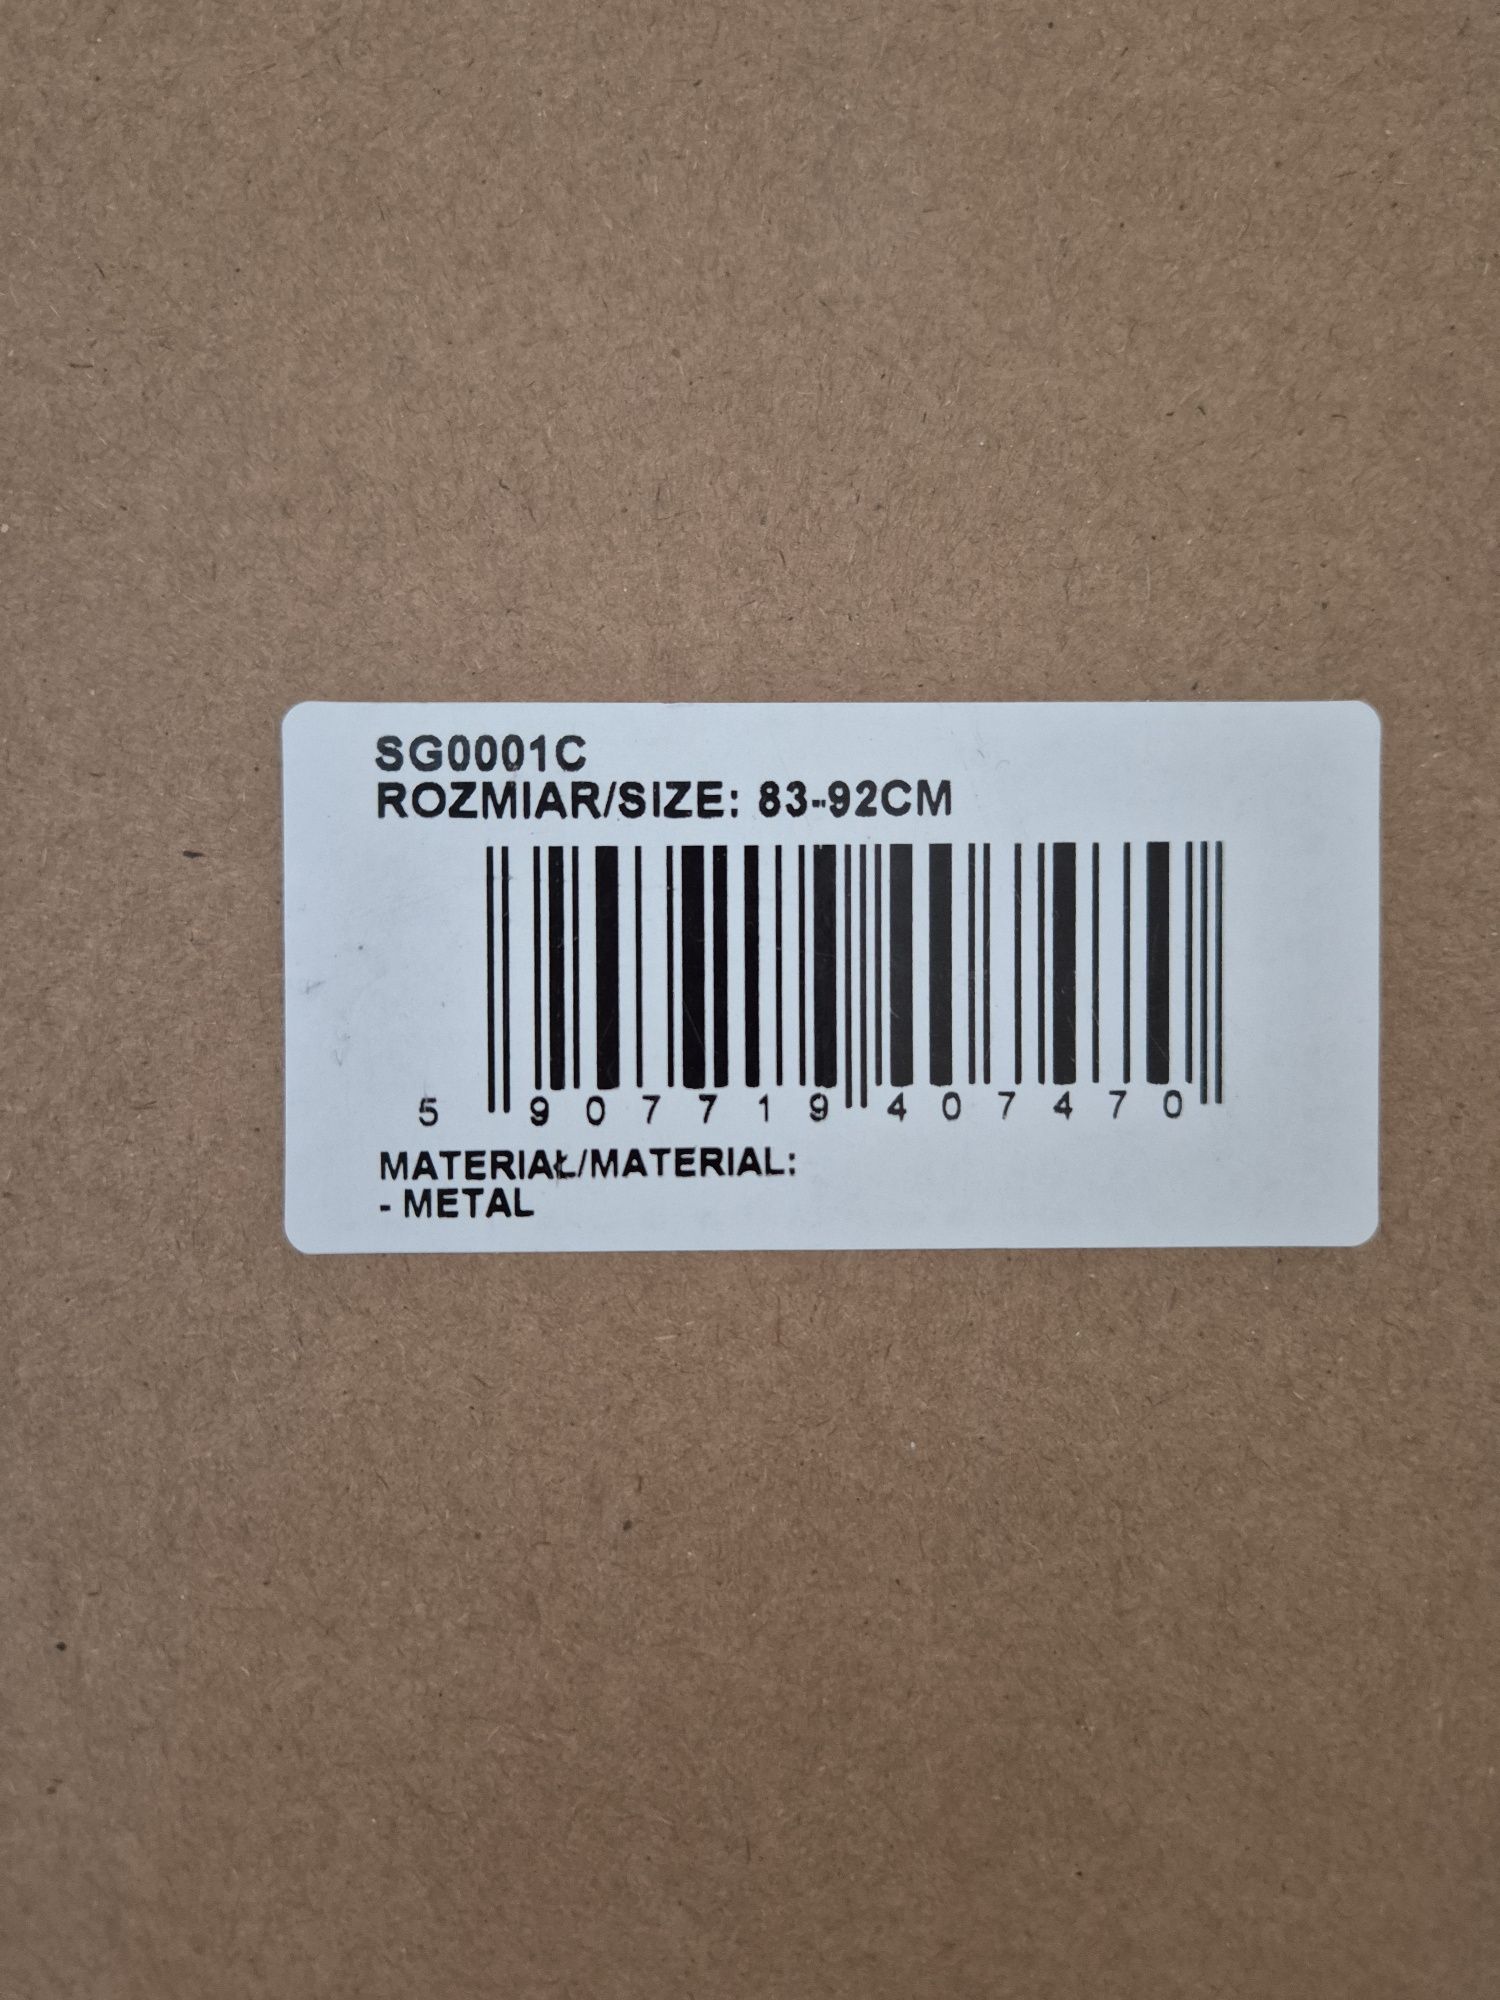 SG0001C
ROZMIAR/SIZE: 83-92CM
5 907719 407470
MATERIAŁ/MATERIAL:
- METAL